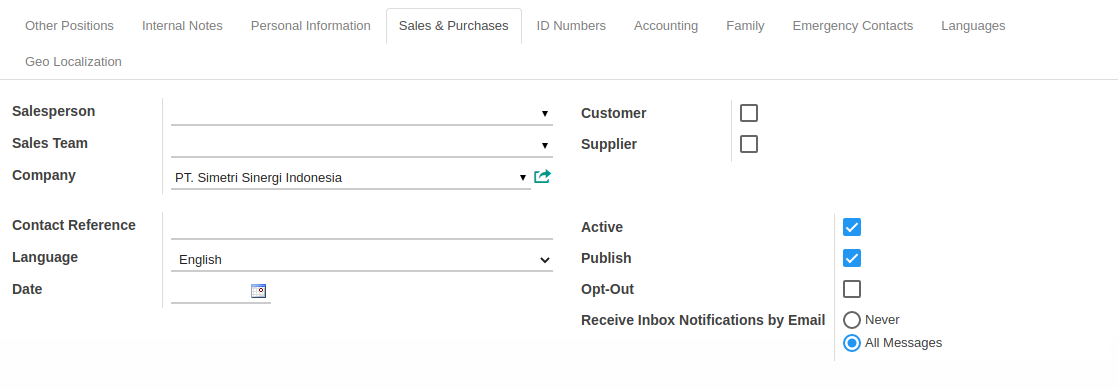 Other Positions Internal Notes Personal Information Sales & Purchases ID Numbers Accounting Family Emergency Contacts Languages
Geo Localization
Salesperson
Sales Team
Company PT. Simetri Sinergi Indonesia
Customer
Supplier
Contact Reference
Language English
Date
Active
Publish
Opt-Out
Receive Inbox Notifications by Email Never
All Messages